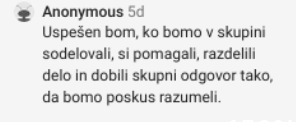 Anonymous 5d
Uspešen bom, ko bomo v skupini
sodelovali, si pomagali, razdelili
delo in dobili skupni odgovor tako,
da bomo poskus razumeli.